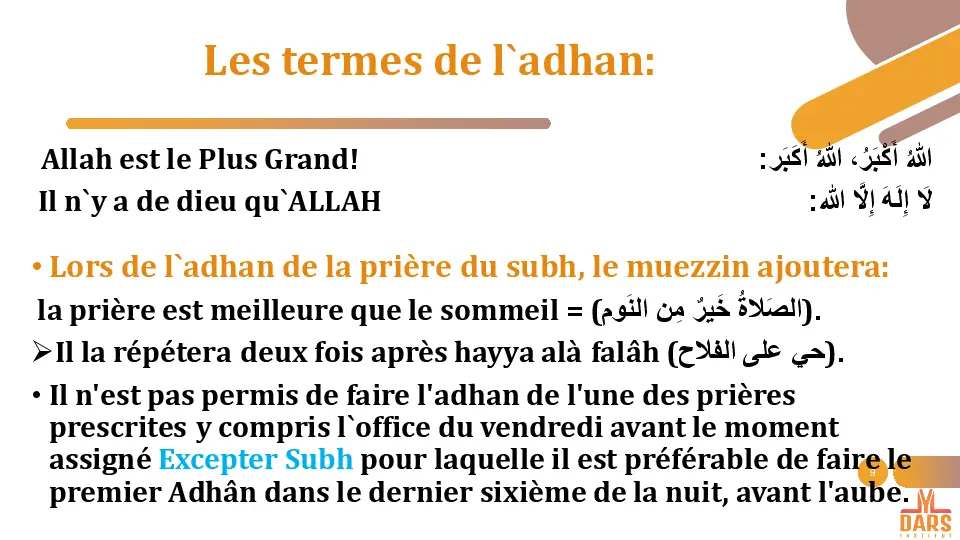 Les termes de l`adhan:
Allah est le Plus Grand! اللهُ أَكْبَرُ، اللهُ أَكَبَر:
Il n`y a de dieu qu`ALLAH لَا إِلَـهَ إِلَّا الله:
• Lors de l`adhan de la prière du subh, le muezzin ajoutera:
la prière est meilleure que le sommeil = (الصَلاةُ خَيرٌ مِن النَوم).
➢Il la répétera deux fois après hayya alà falâh (حي على الفلاح).
• Il n'est pas permis de faire l'adhan de l'une des prières
prescrites y compris l`office du vendredi avant le moment
assigné Excepter Subh pour laquelle il est préférable de faire le
premier Adhân dans le dernier sixième de la nuit, avant l'aube.
9
DARS
INSTITUT